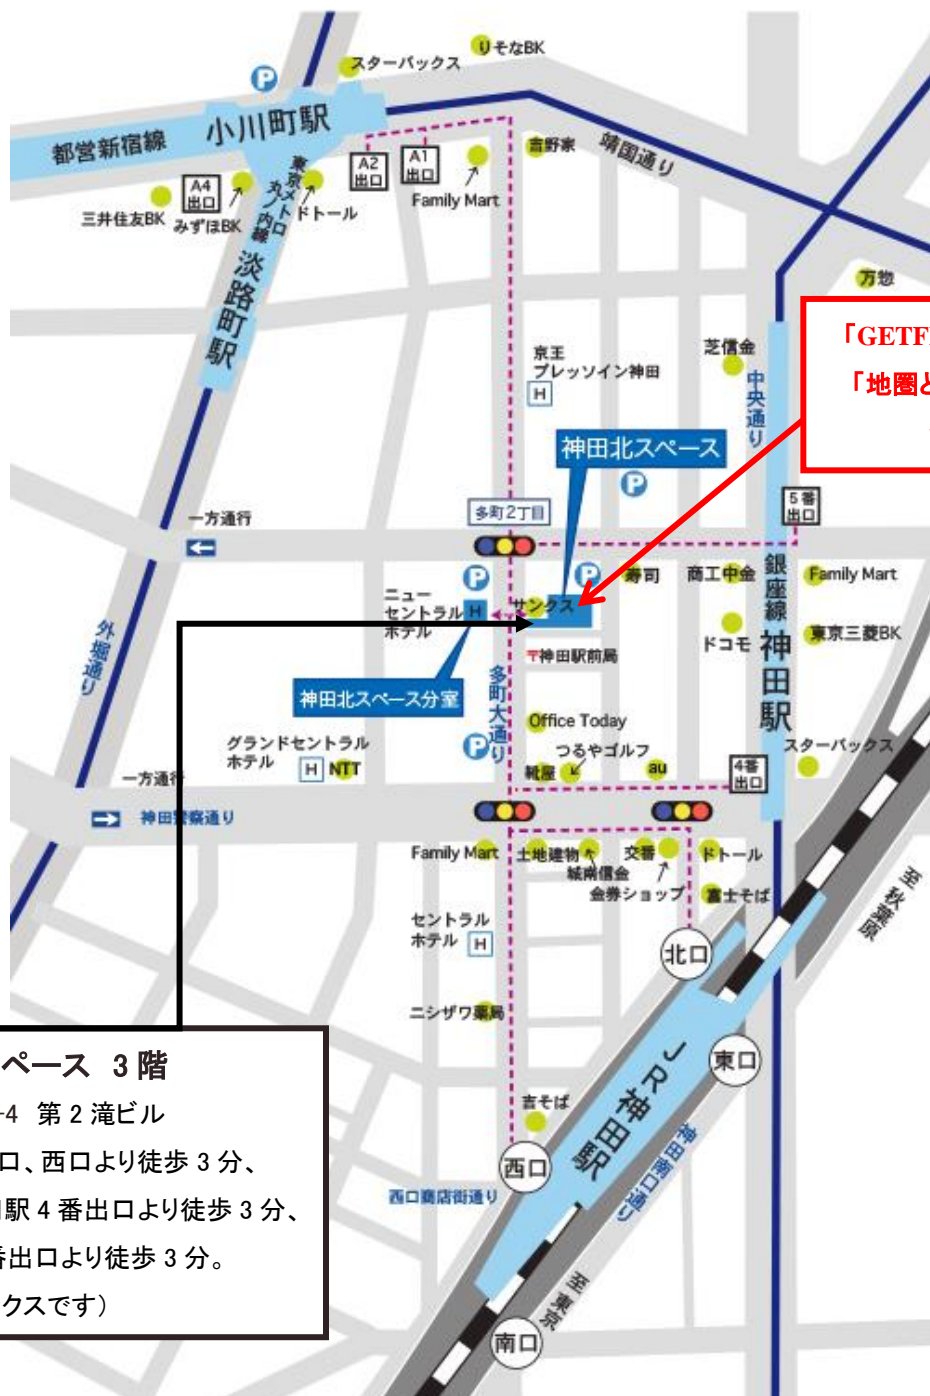 りそなBK
スターバックス
P
小川町駅
都営新宿線
A2
出口
A1
出口
吉野家
靖国通り
Family Mart
A4
出口
三井住友BK
みずほBK
東京メトロ
丸ノ内線
ドトール
淡路町駅
万惣
「GETF
「地圏と
芝信金
京王
プレッソイン神田
H
中央通り
神田北スペース
P
5番
出口
多町2丁目
一方通行
P
P
寿司
商工中金
銀座線
神田駅
Family Mart
ニュー
セントラル
ホテル
H
サンクス
ドコモ
東京三菱BK
外堀通り
〒神田駅前局
神田北スペース分室
多町大通り
Office Today
P
つるやゴルフ
スターバックス
グランドセントラル
ホテル
H
NTT
靴屋
au
4番
出口
一方通行
神田警察通り
Family Mart
土地建物
城南信金
交番
金券ショップ
ドトール
富士そば
至秋葉原
セントラル
ホテル
H
北口
ニシザワ薬局
ペース 3階
-4 第2滝ビル
口、西口より徒歩3分、
駅4番出口より徒歩3分、
番出口より徒歩3分。
クスです）
JR神田駅
東口
吉そば
西口
神田南口通り
西口商店街通り
至東京
南口